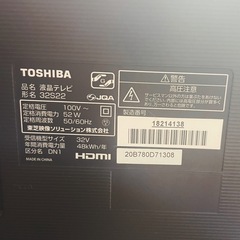 TOSHIBA
品名 液晶テレビ
形名 32S22
JQA
定格電圧 100V～
定格消費電力 52W
定格周波数 50/60Hz
東芝映像ソリューション株式会社
受信機型サイズ 32V
年間消費電力量 48kWh/年
区分名 DN1
MADE IN CHINA
HDMI
警告
高圧注意
製造番号
18214138
20B780D71308